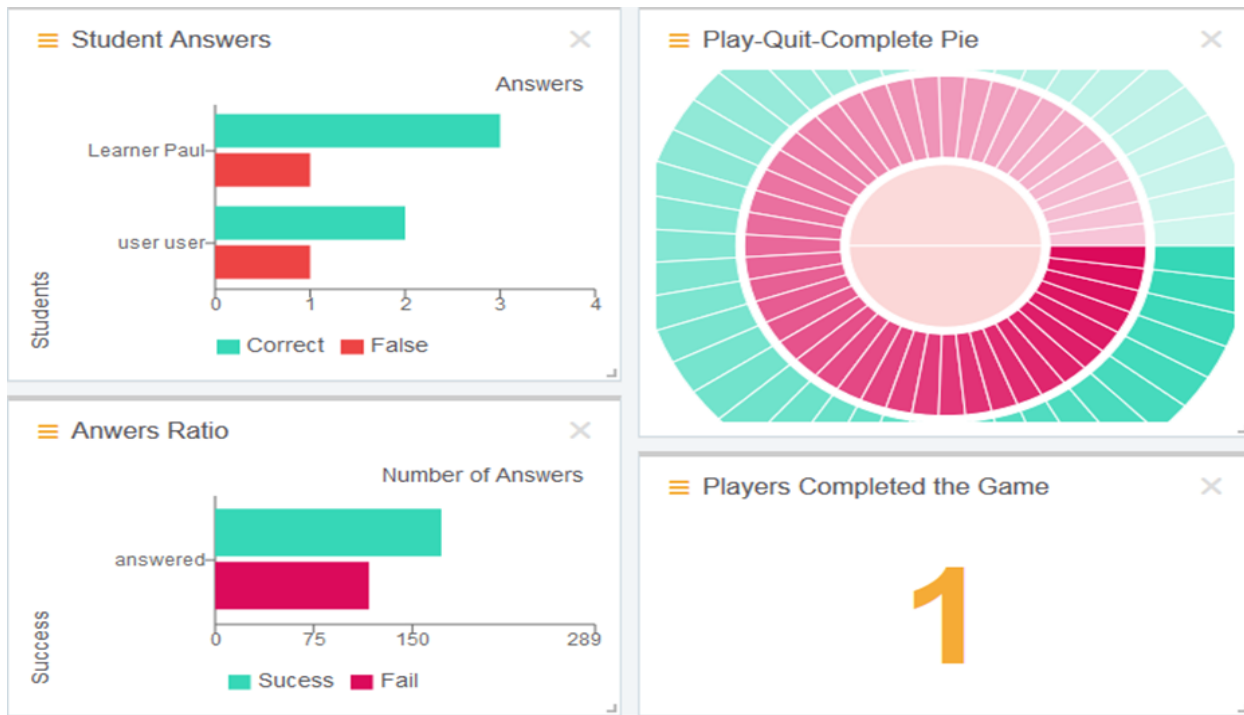 Student Answers
Answers
Learner Paul
user user
Students
0 1 2 3 4
Correct False
Anwers Ratio
Number of Answers
answered
Success
0 75 150 289
Sucess Fail
Play-Quit-Complete Pie
Players Completed the Game
1